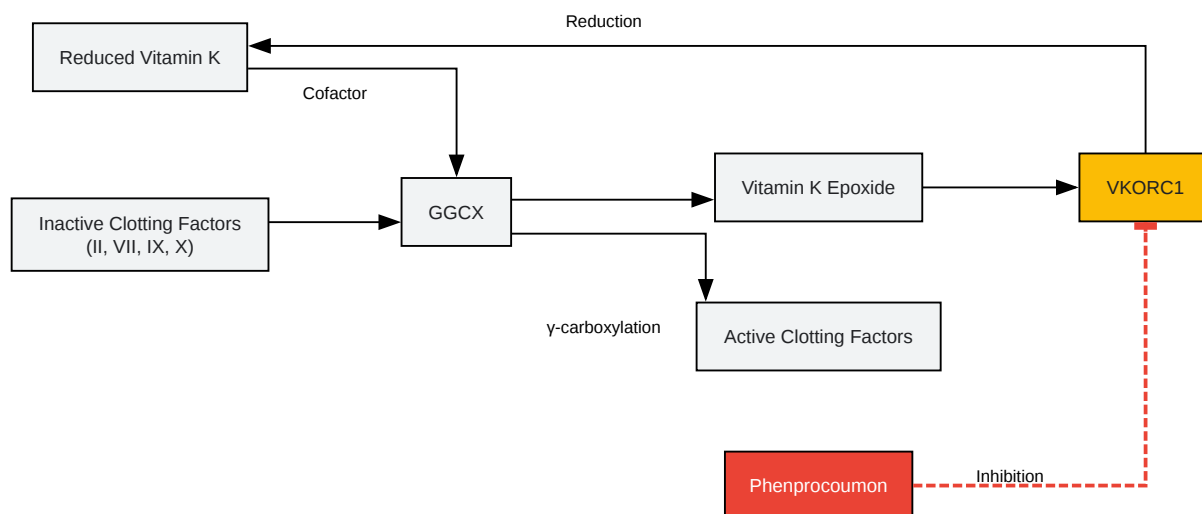 Reduction
Reduced Vitamin K
Cofactor
Vitamin K Epoxide
VKORC1
GGCX
Inactive Clotting Factors
(II, VII, IX, X)
γ-carboxylation
Active Clotting Factors
Phenprocoumon
Inhibition